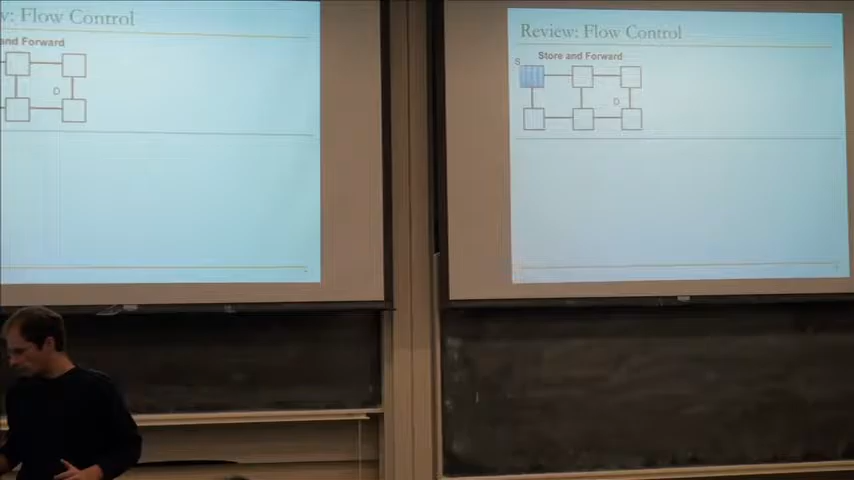 w: Flow Control
and Forward
D
Review: Flow Control
Store and Forward
S
D